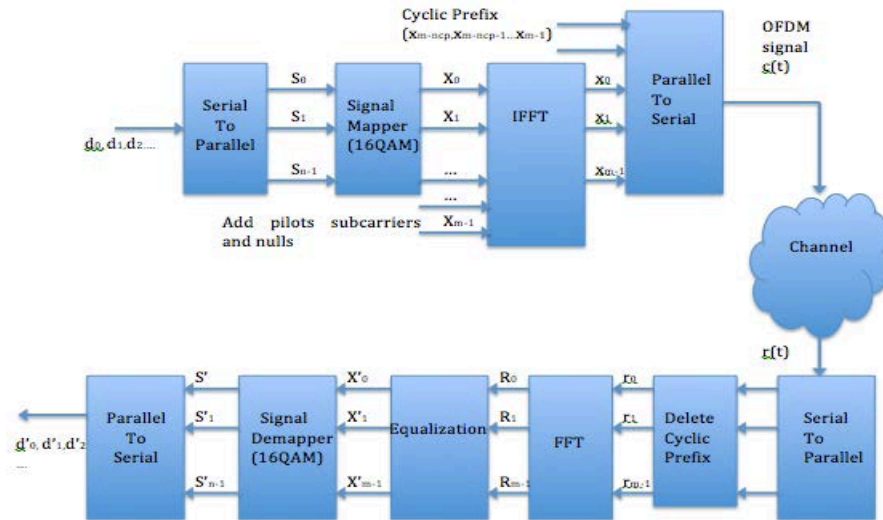 Cyclic Prefix
(x m-ncp,x m-ncp-1...x m-1)
OFDM
signal
c(t)
Serial
To
Parallel
S0
S1
Sn-1
Signal
Mapper
(16QAM)
X0
X1
...
...
Xm-1
IFFT
x0
x1
xm-1
Parallel
To
Serial
d0, d1,d2....
Add pilots subcarriers
and nulls
Channel
r(t)
Parallel
To
Serial
S'
S'1
S'n-1
Signal
Demapper
(16QAM)
X'0
X'1
X'm-1
Equalization
R0
R1
Rm-1
FFT
r0
r1
rm-1
Delete
Cyclic
Prefix
Serial
To
Parallel
d'0, d'1,d'2
....